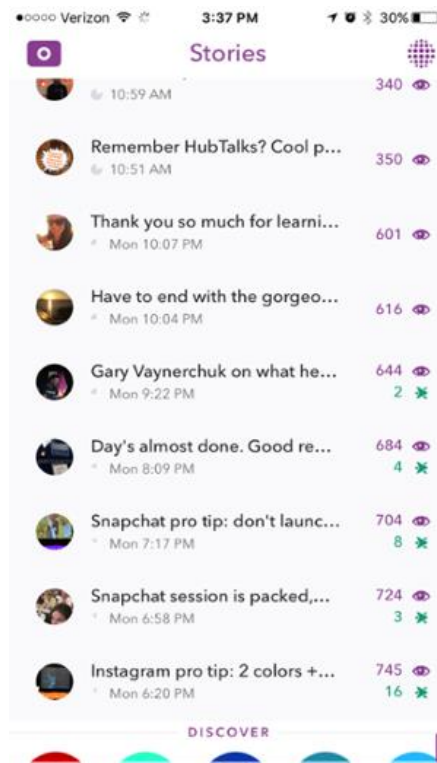 Verizon 3:37 PM 30%
Stories
340
10:59 AM
Remember HubTalks? Cool p... 350
10:51 AM
Thank you so much for learni... 601
Mon 10:07 PM
Have to end with the gorgeo... 616
Mon 10:04 PM
Gary Vaynerchuk on what he... 644
Mon 9:22 PM 2
Day's almost done. Good re... 684
Mon 8:09 PM 4
Snapchat pro tip: don't launc... 704
Mon 7:17 PM 8
Snapchat session is packed,... 724
Mon 6:58 PM 3
Instagram pro tip: 2 colors +... 745
Mon 6:20 PM 16
DISCOVER